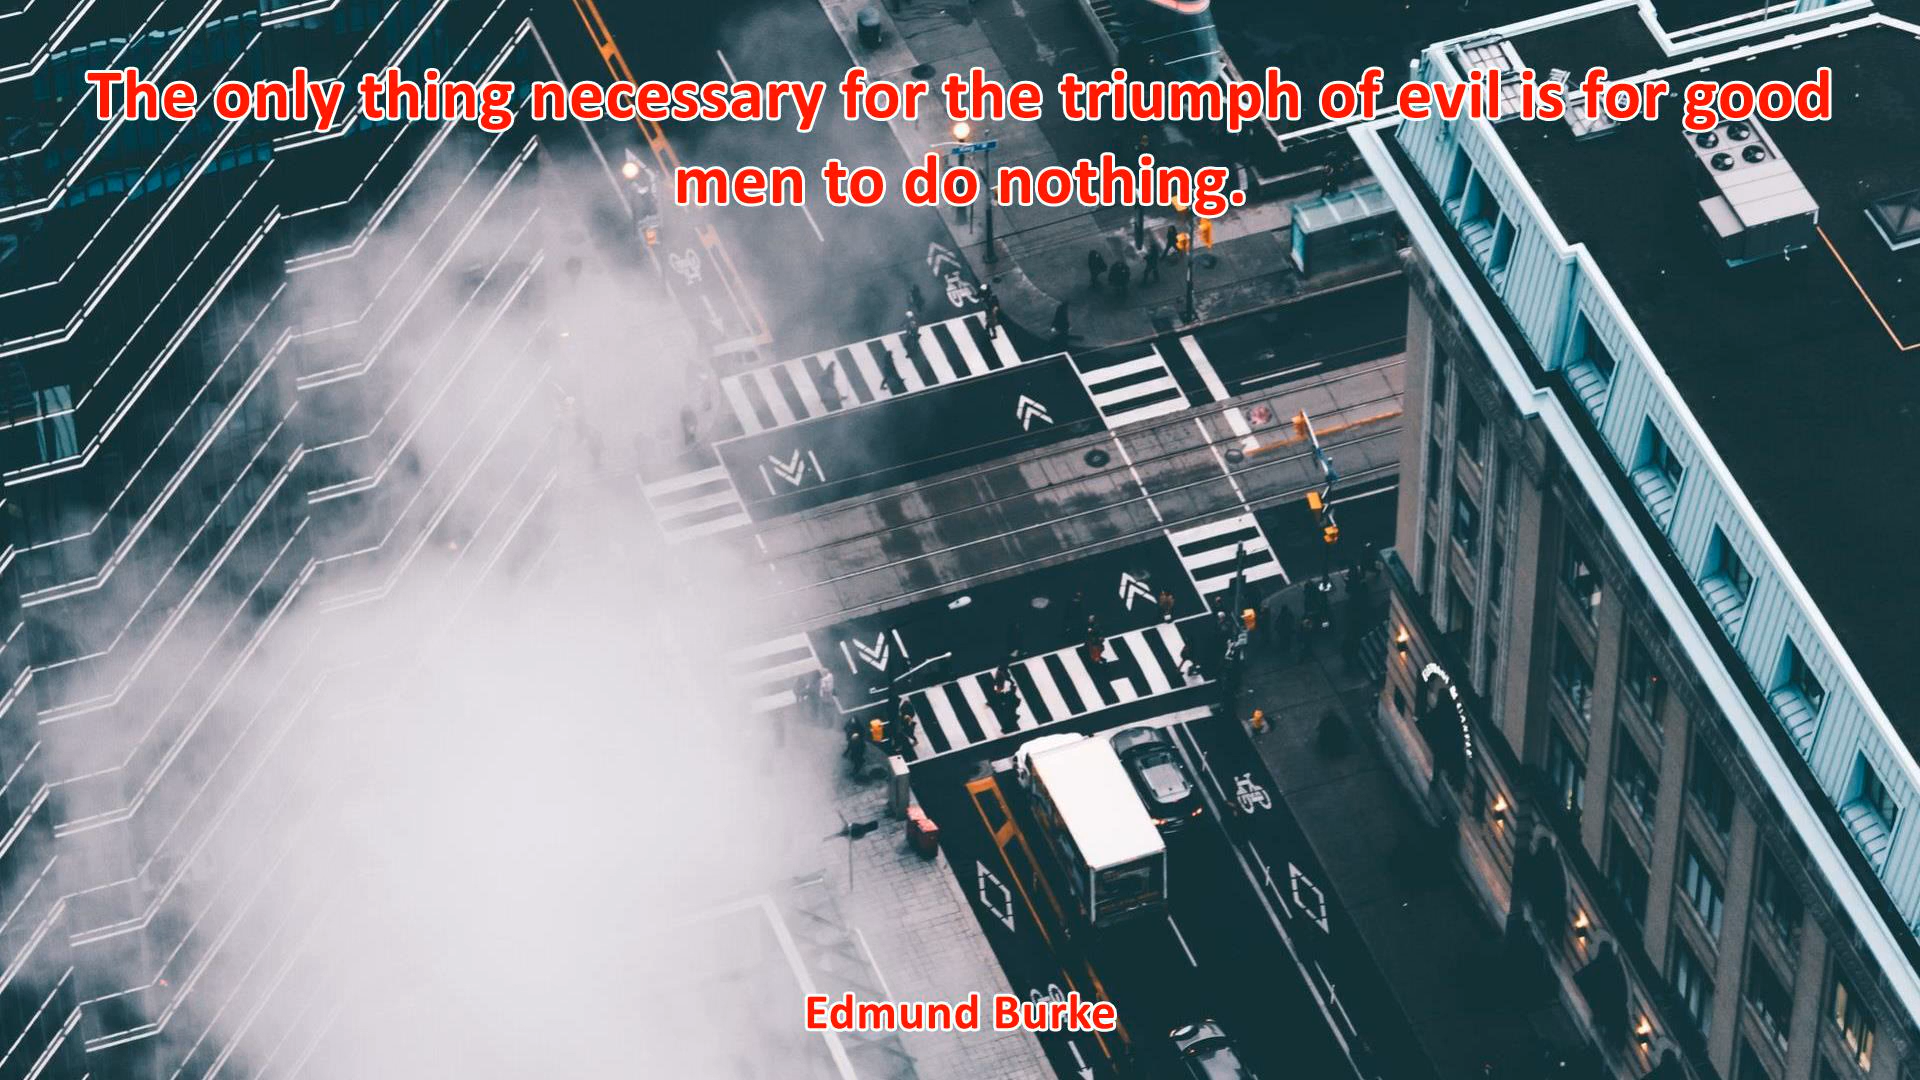 The only thing necessary for the triumph of evil is for good
men to do nothing.
Edmund Burke